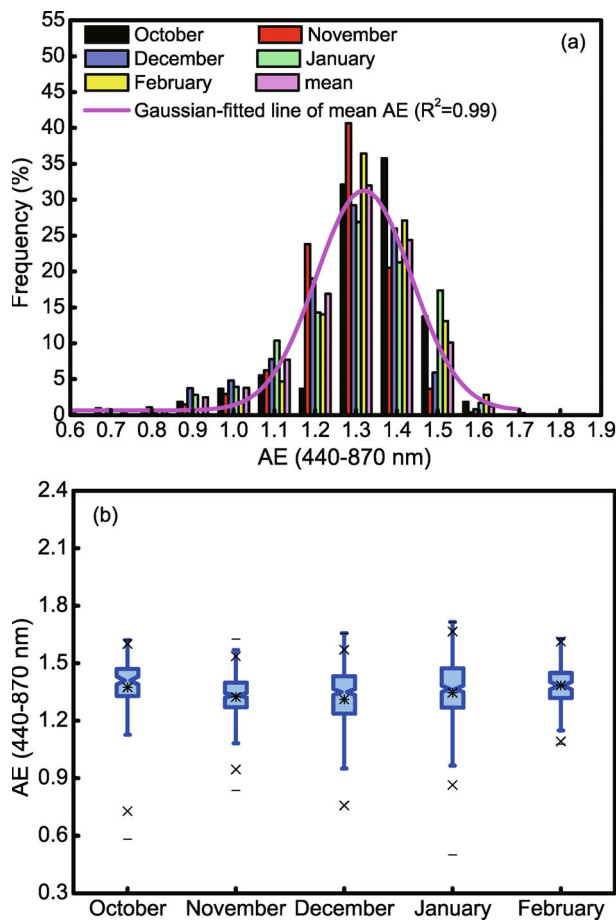 (a)
October November
December January
February mean
Gaussian-fitted line of mean AE (R²=0.99)
55
50
45
40
35
30
25
20
15
10
5
0
Frequency (%)
0.6 0.7 0.8 0.9 1.0 1.1 1.2 1.3 1.4 1.5 1.6 1.7 1.8 1.9
AE (440-870 nm)
(b)
2.4
2.1
1.8
1.5
1.2
0.9
0.6
0.3
AE (440-870 nm)
October November December January February